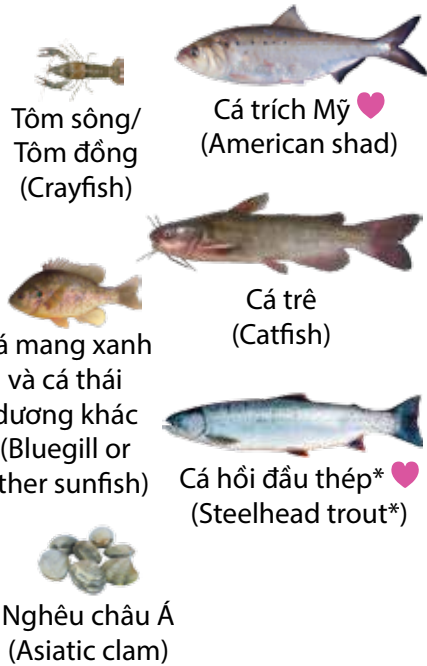 Tôm sông/
Tôm đồng
(Crayfish)
Cá trích Mỹ
(American shad)
Cá trê
(Catfish)
mang xanh
và cá thái
dương khác
(Bluegill or
sunfish)
Cá hồi đầu thép*
(Steelhead trout*)
Nghêu châu Á
(Asiatic clam)